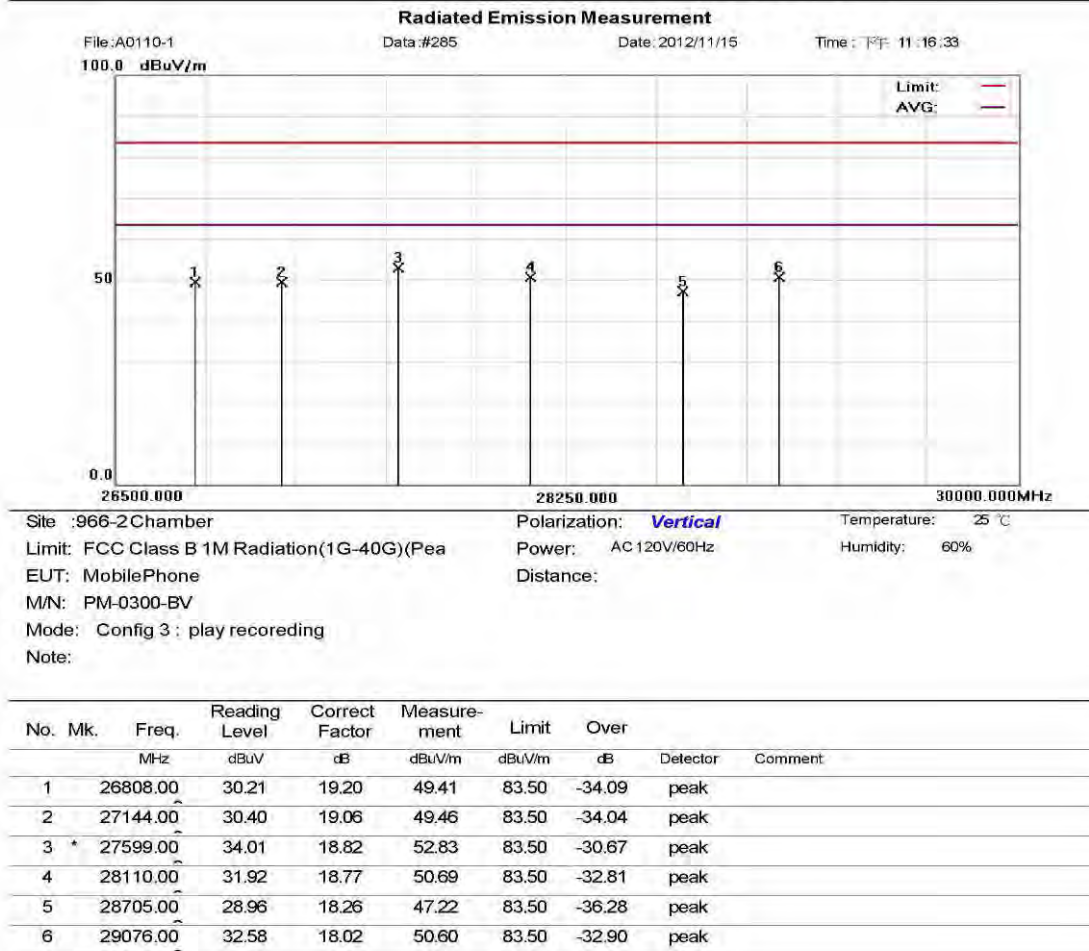 Radiated Emission Measurement
File:A0110-1 Data:#285 Date:2012/11/15 Time: 下午 11:16:33
100.0 dBuV/m
Limit:
AVG:
3
1 2 4 5 6
50
0.0
26500.000 28250.000 30000.000MHz
Site :966-2Chamber Polarization: Vertical Temperature: 25 ℃
Limit: FCC Class B 1M Radiation(1G-40G)(Pea Power: AC120V/60Hz Humidity: 60%
EUT: MobilePhone Distance:
M/N: PM-0300-BV
Mode: Config 3 : play recoreding
Note:
No. Mk. Freq. Reading Level Correct Factor Measure-ment Limit Over
MHz dBuV dB dBuV/m dBuV/m dB Detector Comment
1 26808.00 30.21 19.20 49.41 83.50 -34.09 peak
2 27144.00 30.40 19.06 49.46 83.50 -34.04 peak
3 * 27599.00 34.01 18.82 52.83 83.50 -30.67 peak
4 28110.00 31.92 18.77 50.69 83.50 -32.81 peak
5 28705.00 28.96 18.26 47.22 83.50 -36.28 peak
6 29076.00 32.58 18.02 50.60 83.50 -32.90 peak